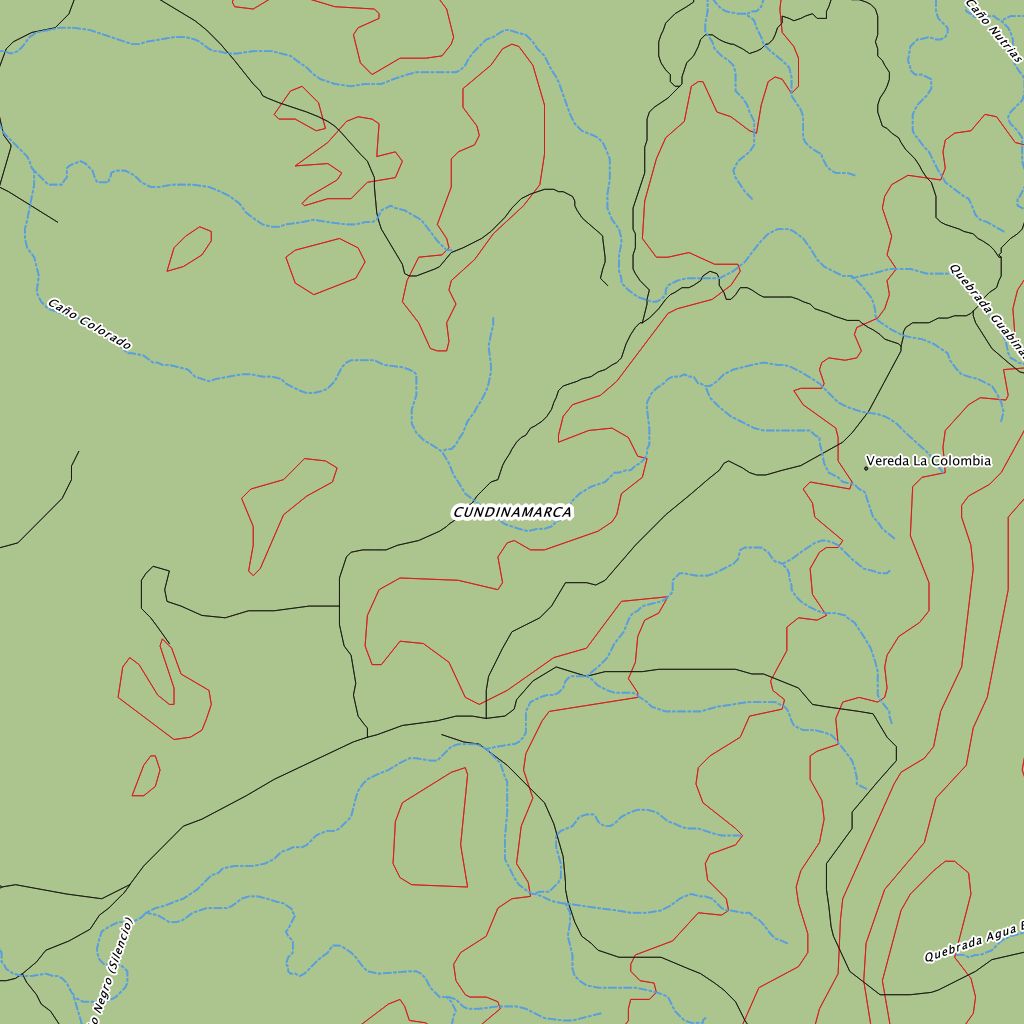 Caño Nutrias
Quebrada Guabina
Caño Colorado
Vereda La Colombia
CUNDINAMARCA
Quebrada Agua
Negro (Silencio)